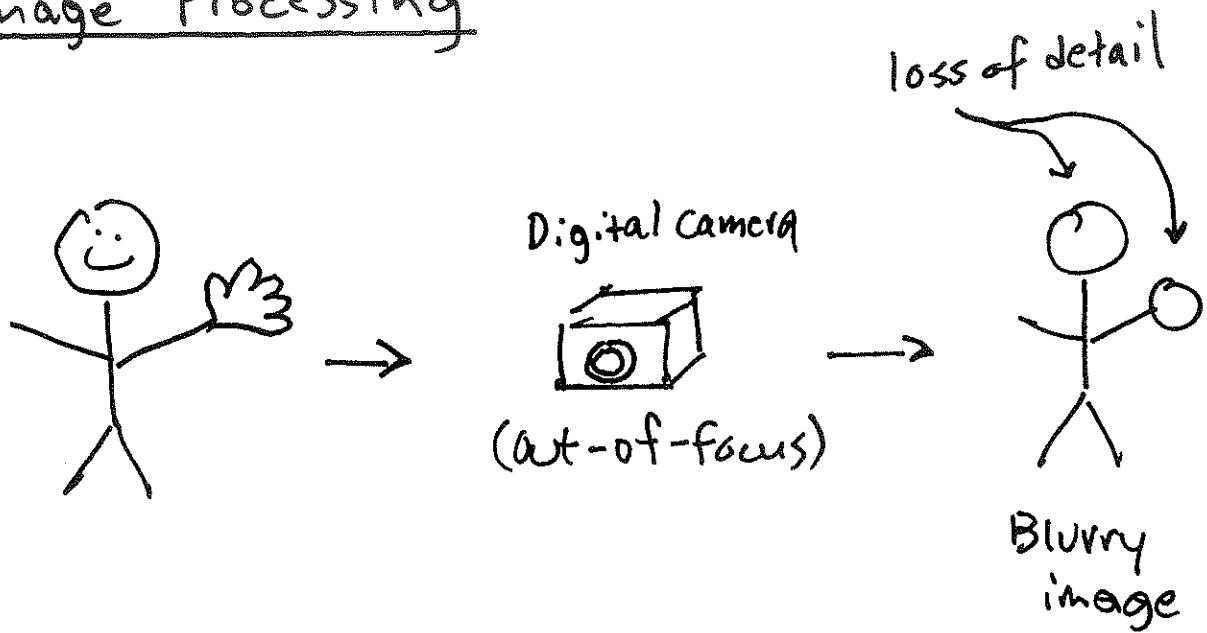 mage Processing
loss of detail
Digital Camera
(out-of-focus)
Blurry
image